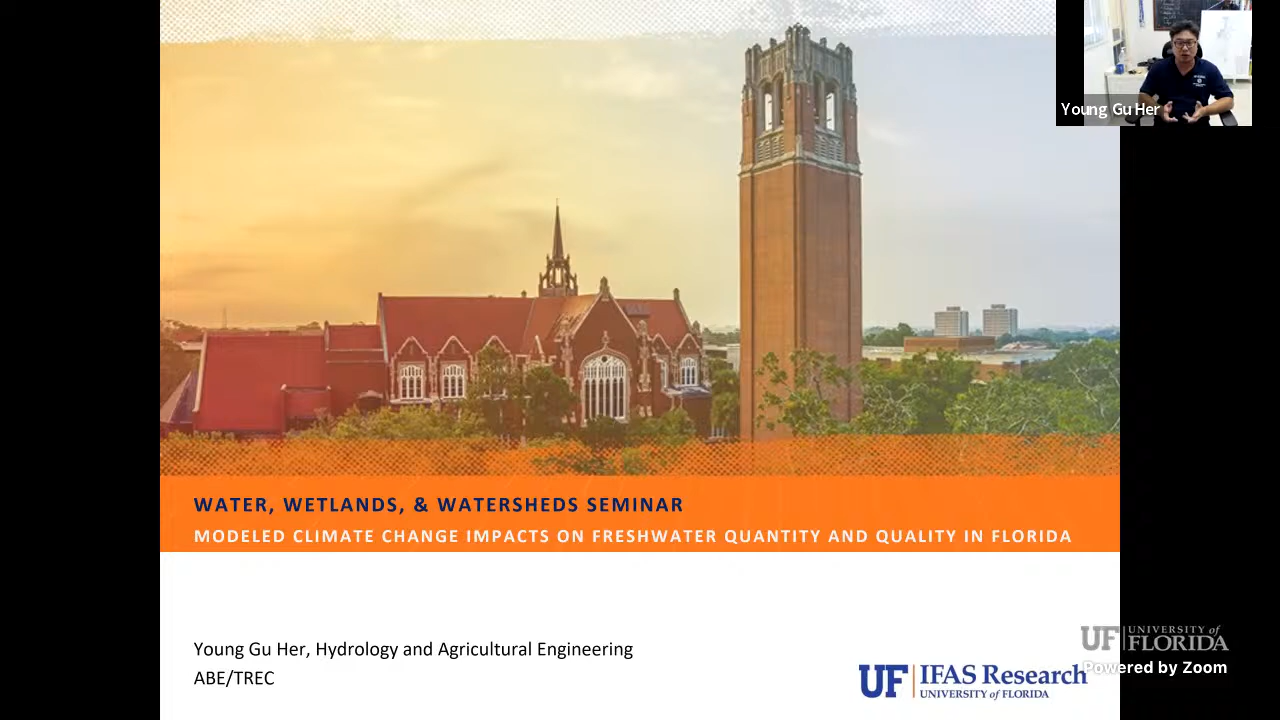 Young Gu Her
WATER, WETLANDS, & WATERSHEDS SEMINAR
MODELED CLIMATE CHANGE IMPACTS ON FRESHWATER QUANTITY AND QUALITY IN FLORIDA
Young Gu Her, Hydrology and Agricultural Engineering
ABE/TREC
UF IFAS Research
UNIVERSITY of FLORIDA
UF UNIVERSITY of
FLORIDA
Powered by Zoom